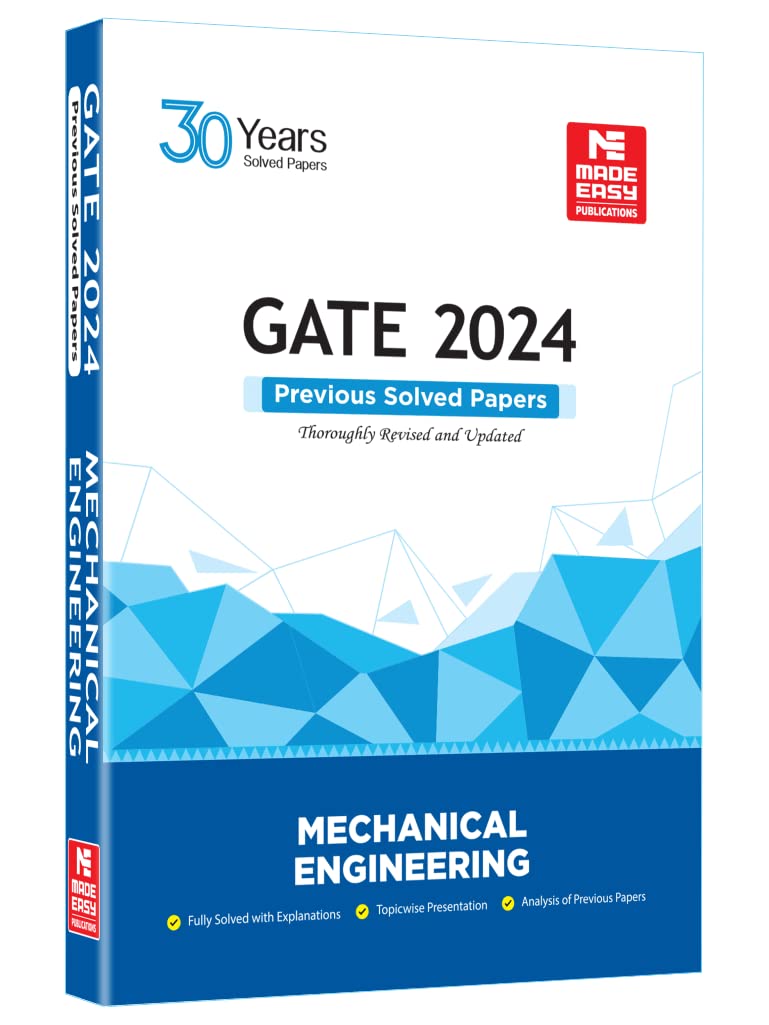 30 Years
Solved Papers
ME
MADE
EASY
PUBLICATIONS
GATE 2024
Previous Solved Papers
Thoroughly Revised and Updated
MECHANICAL
ENGINEERING
Fully Solved with Explanations
Topicwise Presentation
Analysis of Previous Papers
GATE 2024
Previous Solved Papers
MECHANICAL
ENGINEERING
ME
MADE
EASY
PUBLICATIONS